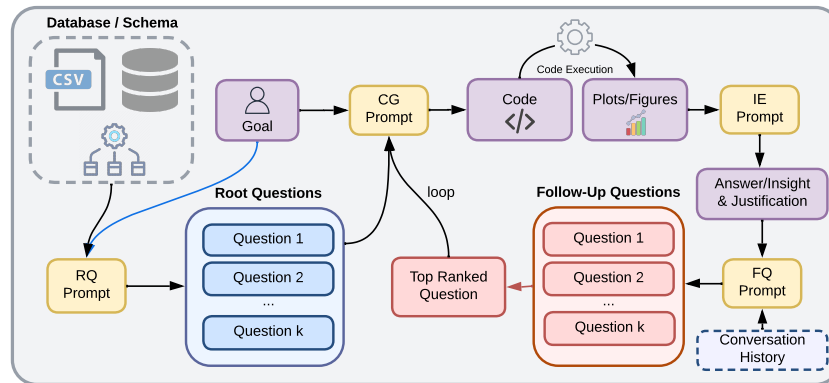 Database / Schema
CSV
Goal
CG
Prompt
Code
</>
Code Execution
Plots/Figures
IE
Prompt
Answer/Insight
& Justification
RQ
Prompt
Root Questions
Question 1
Question 2
...
Question k
loop
Top Ranked
Question
Follow-Up Questions
Question 1
Question 2
...
Question k
FQ
Prompt
Conversation
History